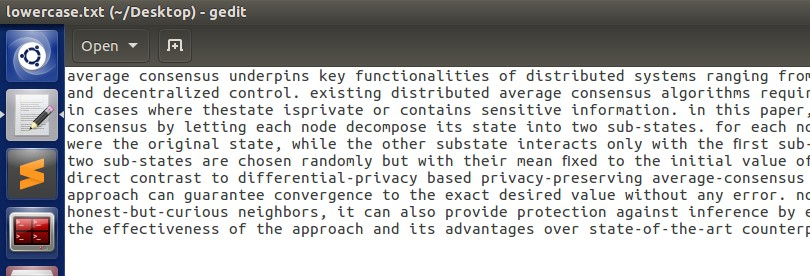 lowercase.txt (~/Desktop) - gedit
Open
average consensus underpins key functionalities of distributed systems ranging from
and decentralized control. existing distributed average consensus algorithms requir
in cases where thestate isprivate or contains sensitive information. in this paper,
consensus by letting each node decompose its state into two sub-states. for each no
were the original state, while the other substate interacts only with the first sub-
two sub-states are chosen randomly but with their mean fixed to the initial value of
direct contrast to differential-privacy based privacy-preserving average-consensus
approach can guarantee convergence to the exact desired value without any error. no
honest-but-curious neighbors, it can also provide protection against inference by e
the effectiveness of the approach and its advantages over state-of-the-art counterp